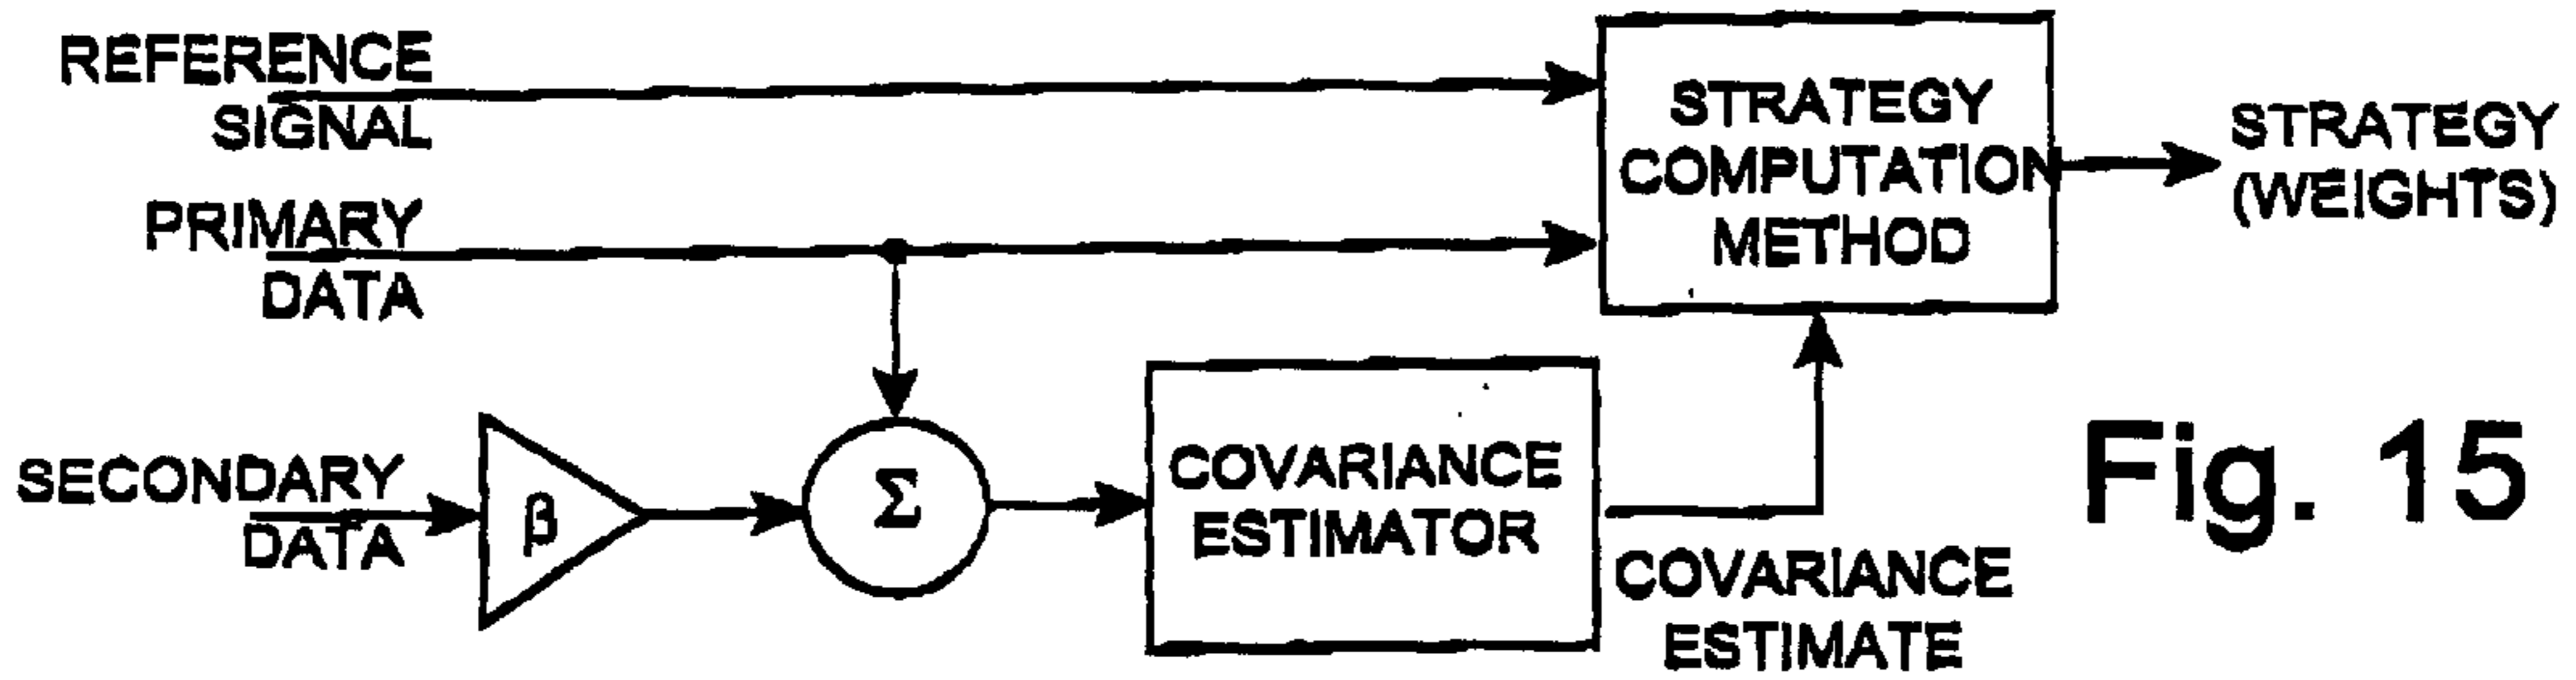 REFERENCE
SIGNAL
PRIMARY
DATA
SECONDARY
DATA
β
Σ
COVARIANCE
ESTIMATOR
COVARIANCE
ESTIMATE
STRATEGY
COMPUTATION
METHOD
STRATEGY
(WEIGHTS)
Fig. 15